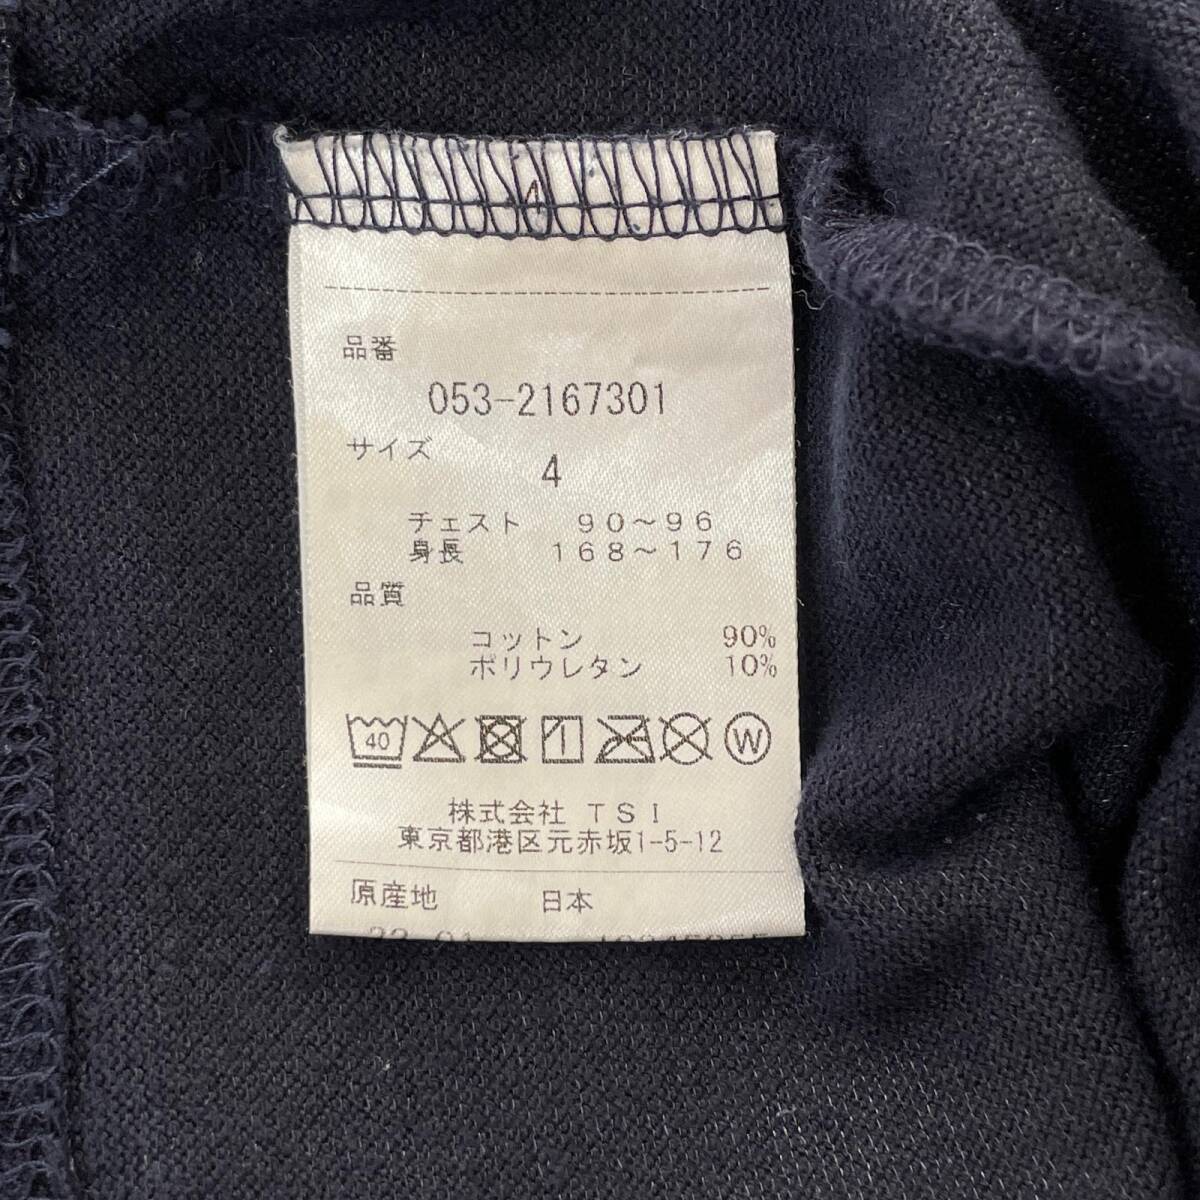 4
品番
053-2167301
サイズ
4
チェスト 90～96
身長 168～176
品質
コットン 90%
ポリウレタン 10%
40 W
株式会社 TSI
東京都港区元赤坂1-5-12
原産地 日本